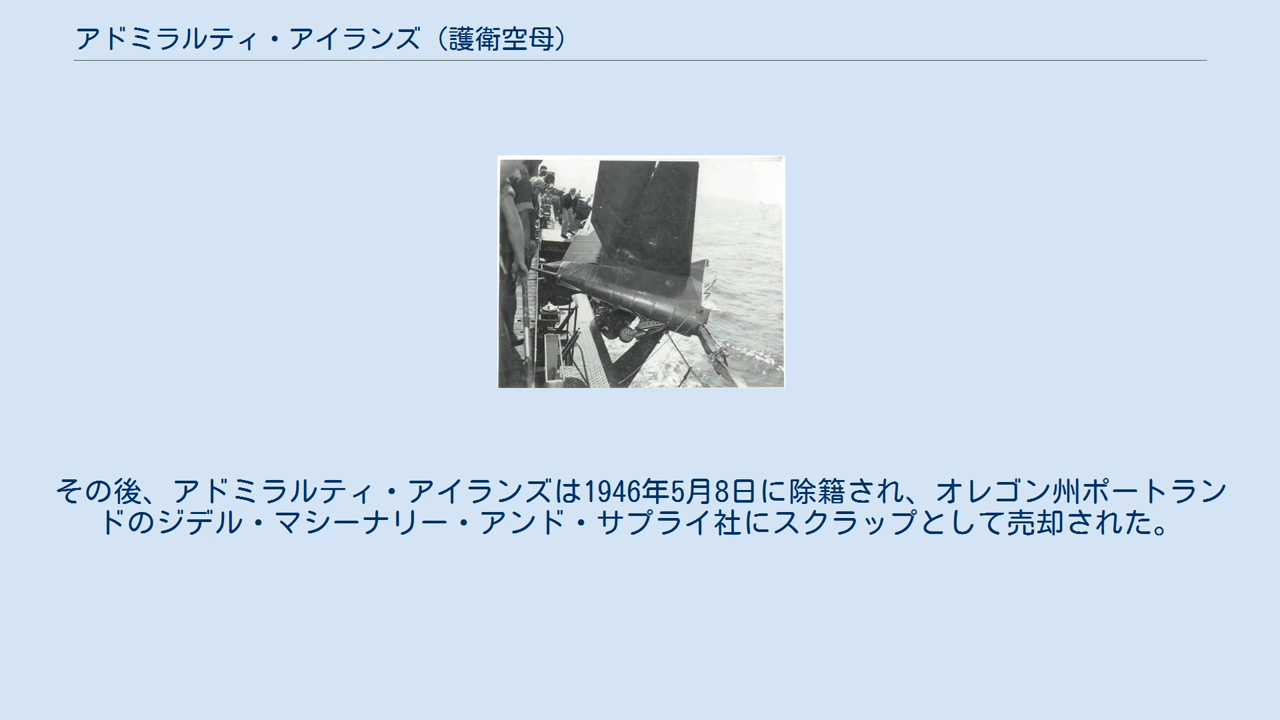 アドミラルティ・アイランズ（護衛空母）
その後、アドミラルティ・アイランズは1946年5月8日に除籍され、オレゴン州ポートラン
ドのジデル・マシーナリー・アンド・サプライ社にスクラップとして売却された。